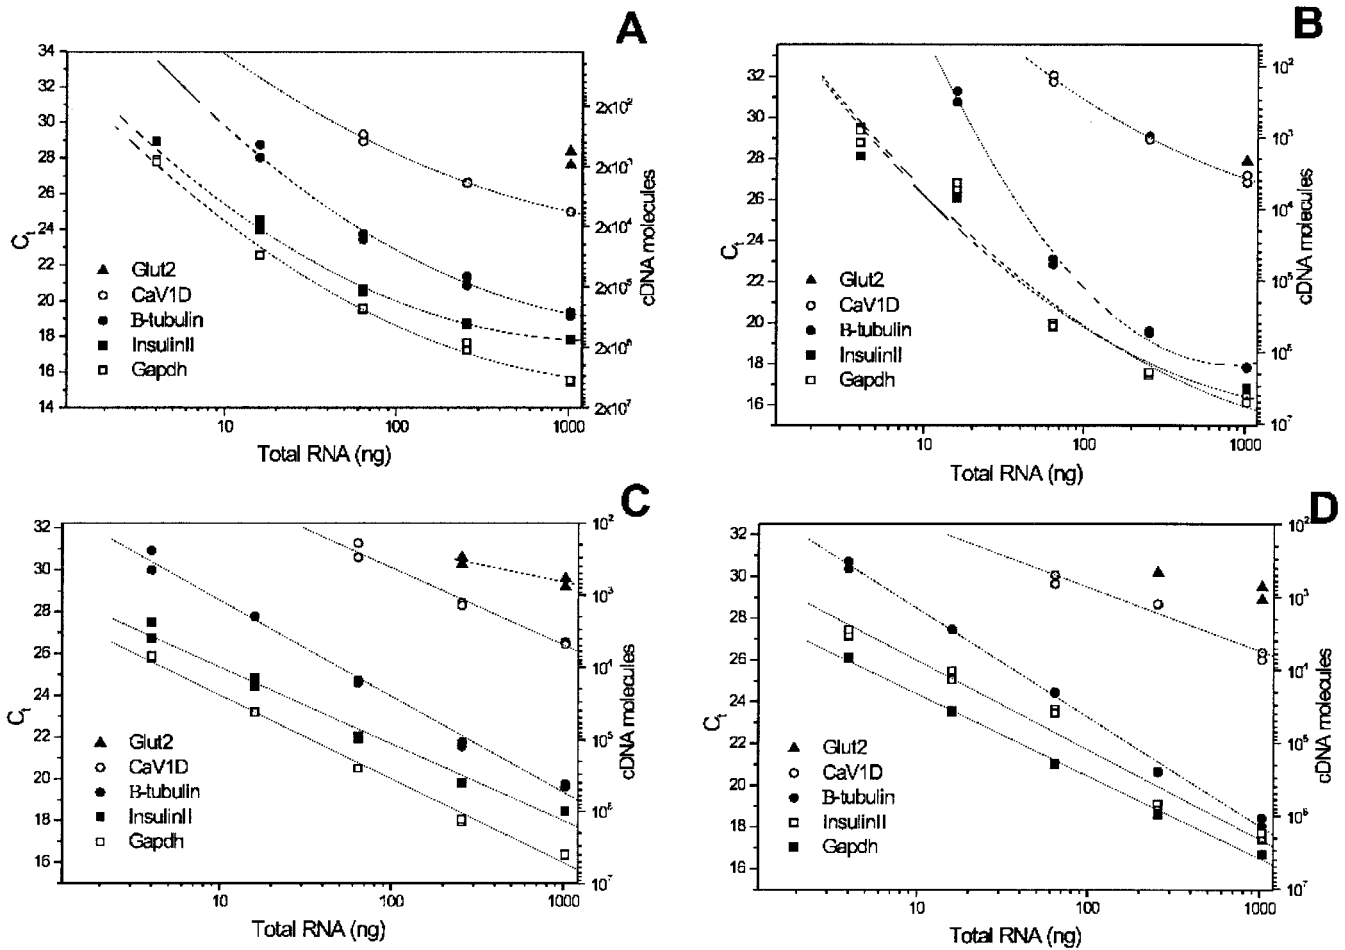 A
34
32
30
28
26
24
22
20
18
16
14
Ct
2x10²
2x10³
2x10⁴
2x10⁵
2x10⁶
2x10⁷
cDNA molecules
Glut2
CaV1D
B-tubulin
InsulinII
Gapdh
10
100
1000
Total RNA (ng)
B
32
30
28
26
24
22
20
18
16
Ct
10²
10³
10⁴
10⁵
10⁶
10⁷
cDNA molecules
Glut2
CaV1D
B-tubulin
InsulinII
Gapdh
10
100
1000
Total RNA (ng)
C
32
30
28
26
24
22
20
18
16
Ct
10²
10³
10⁴
10⁵
10⁶
10⁷
cDNA molecules
Glut2
CaV1D
B-tubulin
InsulinII
Gapdh
10
100
1000
Total RNA (ng)
D
32
30
28
26
24
22
20
18
16
Ct
10²
10³
10⁴
10⁵
10⁶
10⁷
cDNA molecules
Glut2
CaV1D
B-tubulin
InsulinII
Gapdh
10
100
1000
Total RNA (ng)